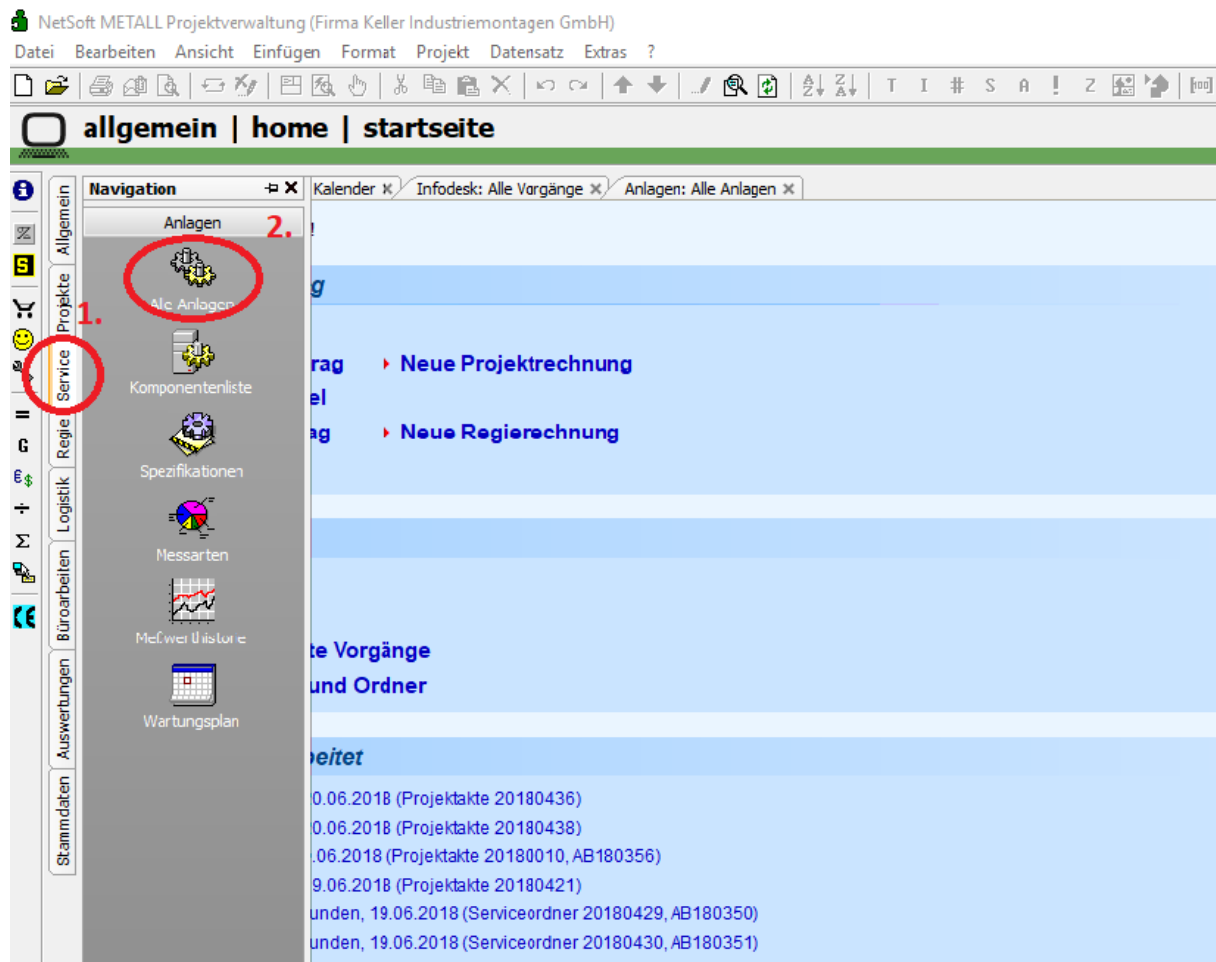 NetSoft METALL Projektverwaltung (Firma Keller Industriemontagen GmbH)
Datei Bearbeiten Ansicht Einfügen Format Projekt Datensatz Extras ?
T I # S A ! Z
allgemein | home | startseite
Navigation
Kalender
Infodesk: Alle Vorgänge
Anlagen: Alle Anlagen
Allgemein
Projekte
Service
Regie
Logistik
Büroarbeiten
Auswertungen
Stammdaten
S
=
G
€$
÷
Σ
CE
1.
2.
Anlagen
Alle Anlagen
Komponentenliste
Spezifikationen
Messarten
Meßwerthistorie
Wartungsplan
!
g
rag
Neue Projektrechnung
el
ag
Neue Regierechnung
te Vorgänge
und Ordner
eitet
0.06.2018 (Projektakte 20180436)
0.06.2018 (Projektakte 20180438)
.06.2018 (Projektakte 20180010, AB180356)
9.06.2018 (Projektakte 20180421)
unden, 19.06.2018 (Serviceordner 20180429, AB180350)
unden, 19.06.2018 (Serviceordner 20180430, AB180351)